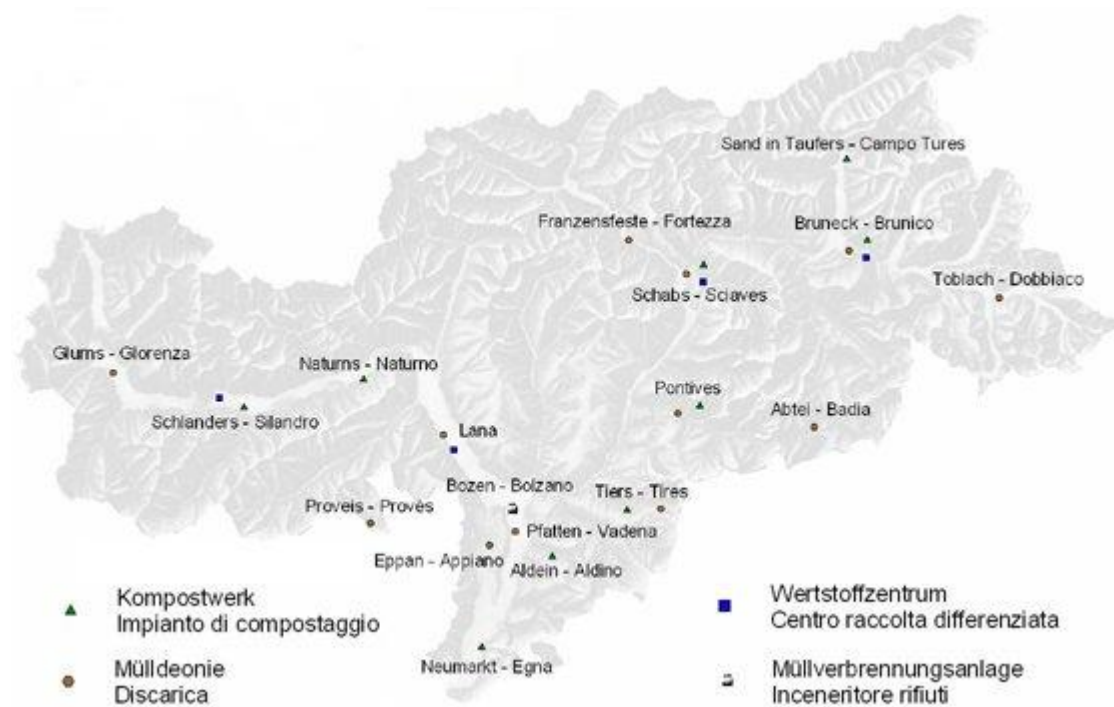 Sand in Taufers - Campo Tures
Franzensfeste - Fortezza
Bruneck - Brunico
Toblach - Dobbiaco
Schabs - Sciaves
Glurns - Glorenza
Naturns - Naturno
Pontives
Abtei - Badia
Schlanders - Silandro
Lana
Bozen - Bolzano
Tiers - Tires
Proveis - Provès
Pfatten - Vadena
Eppan - Appiano
Aldein - Aldino
Neumarkt - Egna
Kompostwerk
Impianto di compostaggio
Mülldeonie
Discarica
Wertstoffzentrum
Centro raccolta differenziata
Müllverbrennungsanlage
Inceneritore rifiuti